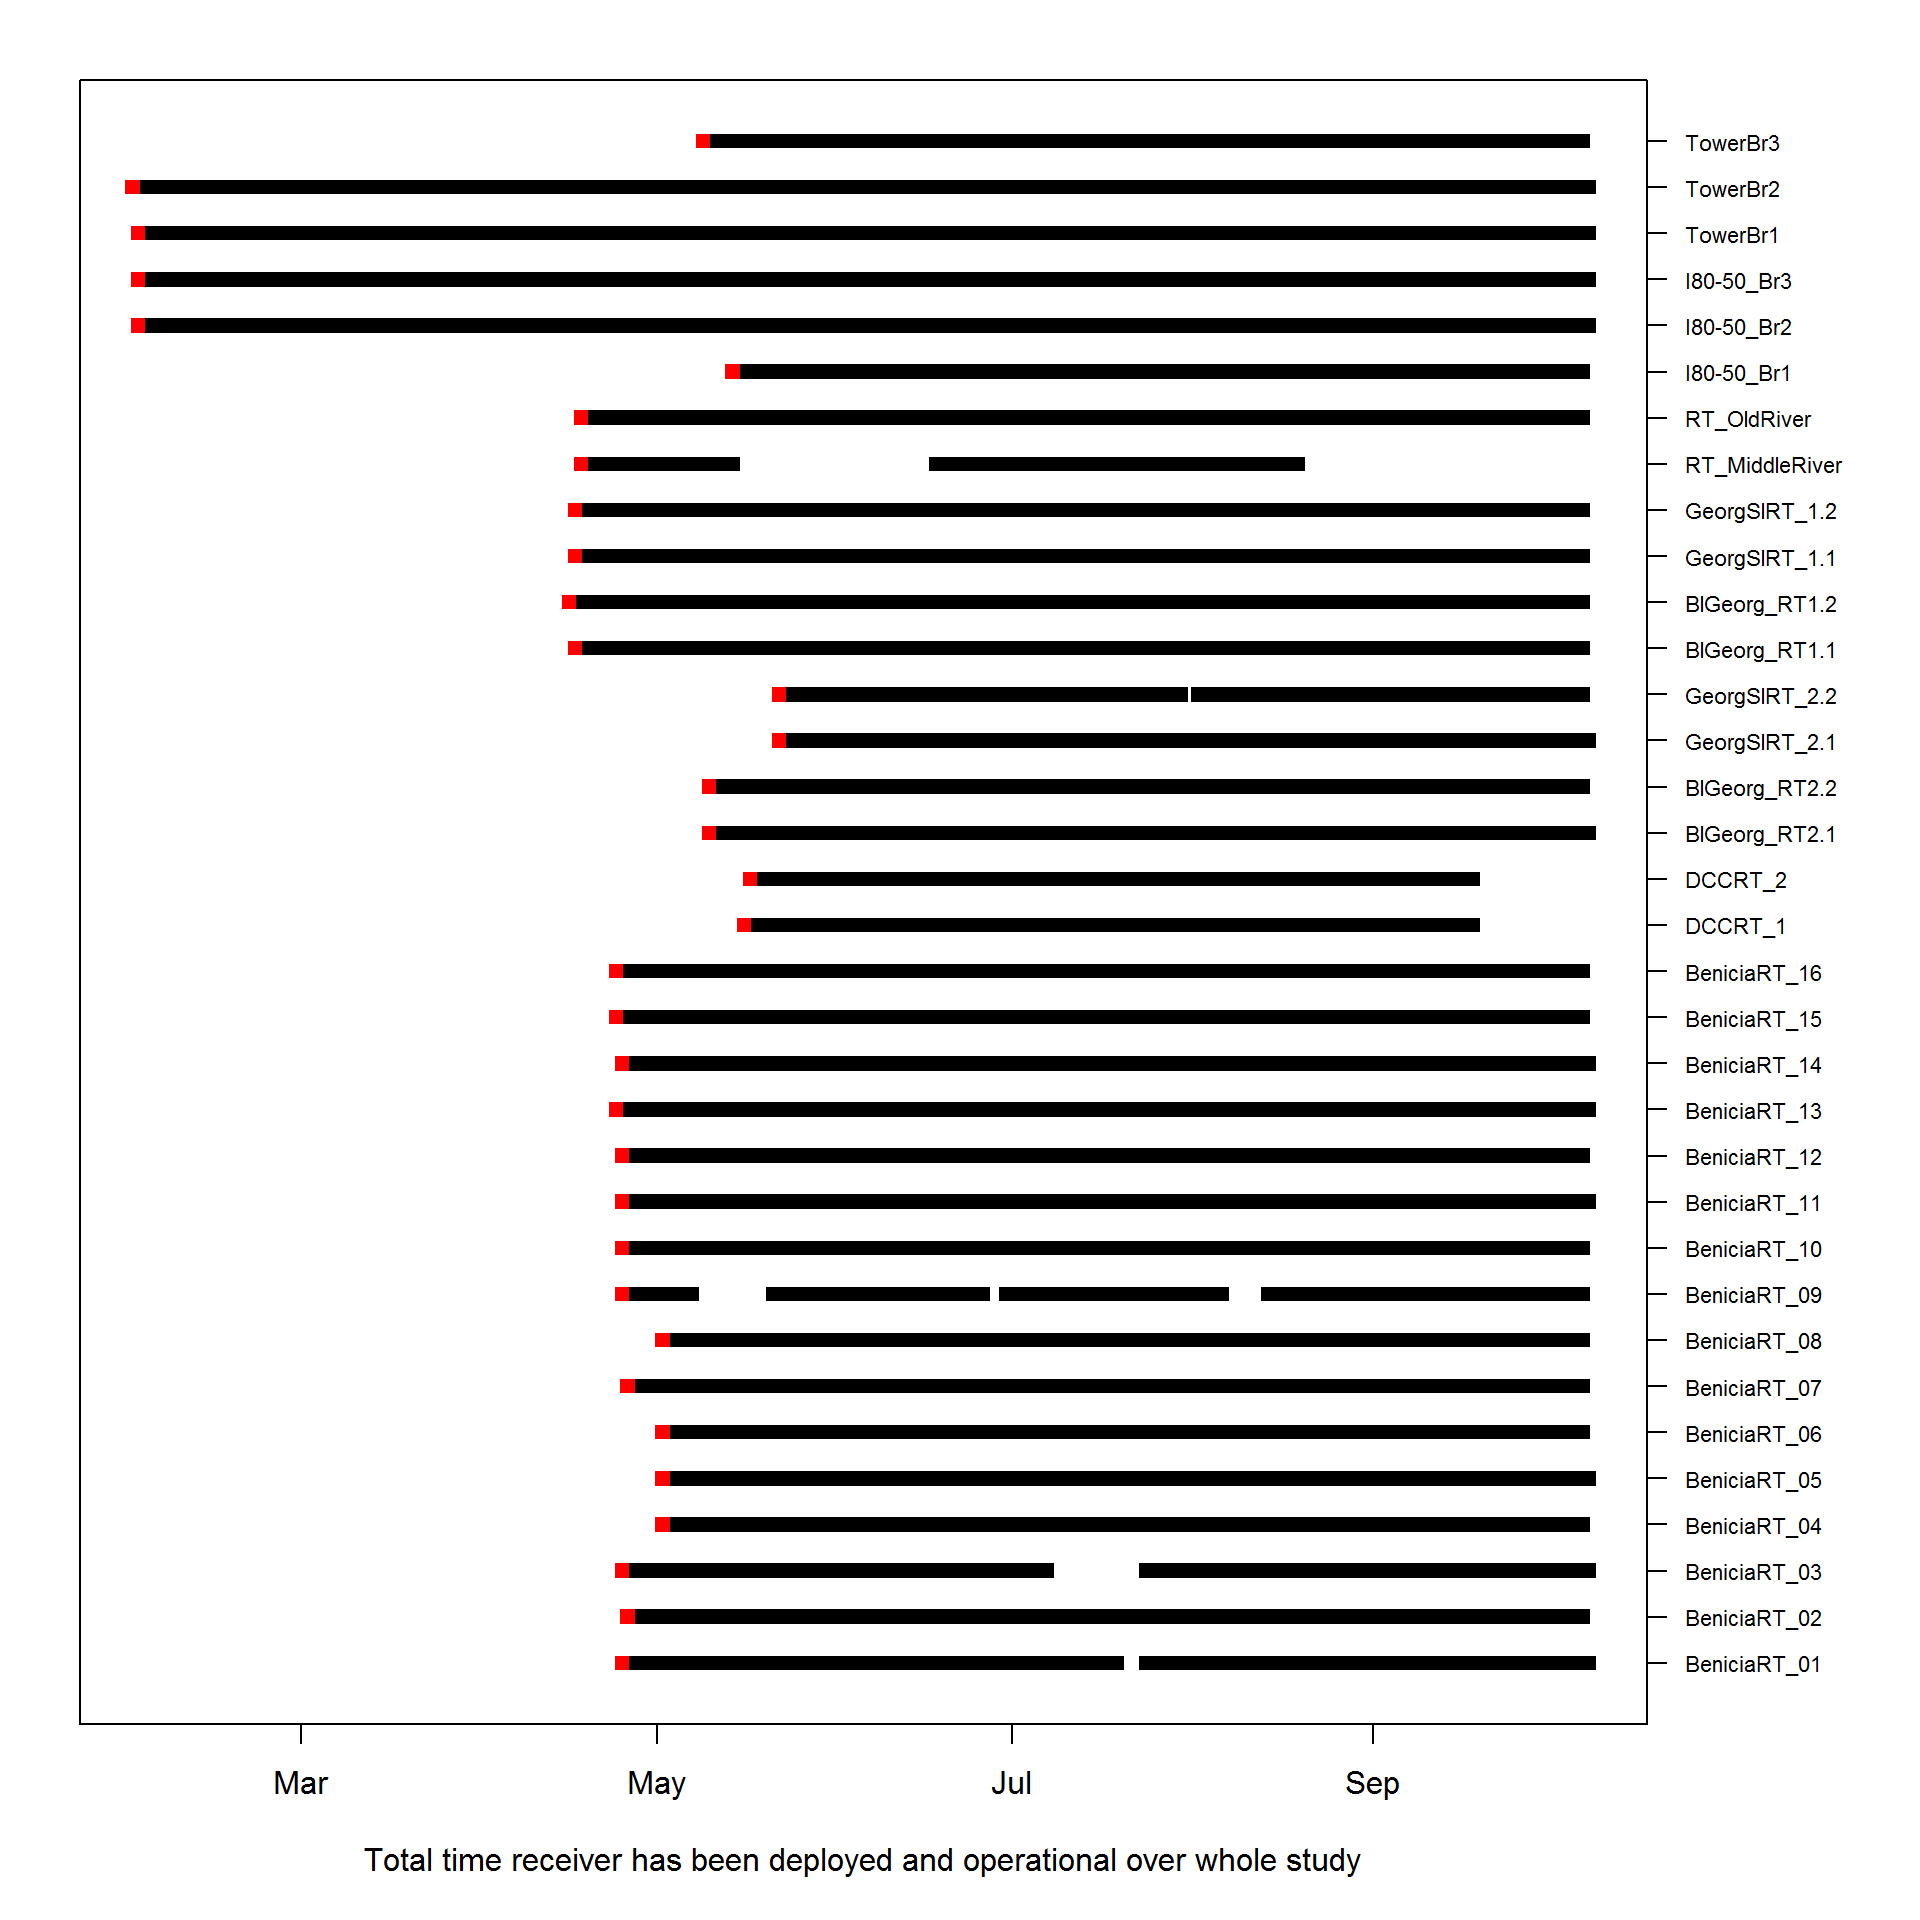 TowerBr3
TowerBr2
TowerBr1
I80-50_Br3
I80-50_Br2
I80-50_Br1
RT_OldRiver
RT_MiddleRiver
GeorgSlRT_1.2
GeorgSlRT_1.1
BlGeorg_RT1.2
BlGeorg_RT1.1
GeorgSlRT_2.2
GeorgSlRT_2.1
BlGeorg_RT2.2
BlGeorg_RT2.1
DCCRT_2
DCCRT_1
BeniciaRT_16
BeniciaRT_15
BeniciaRT_14
BeniciaRT_13
BeniciaRT_12
BeniciaRT_11
BeniciaRT_10
BeniciaRT_09
BeniciaRT_08
BeniciaRT_07
BeniciaRT_06
BeniciaRT_05
BeniciaRT_04
BeniciaRT_03
BeniciaRT_02
BeniciaRT_01
Mar May Jul Sep
Total time receiver has been deployed and operational over whole study